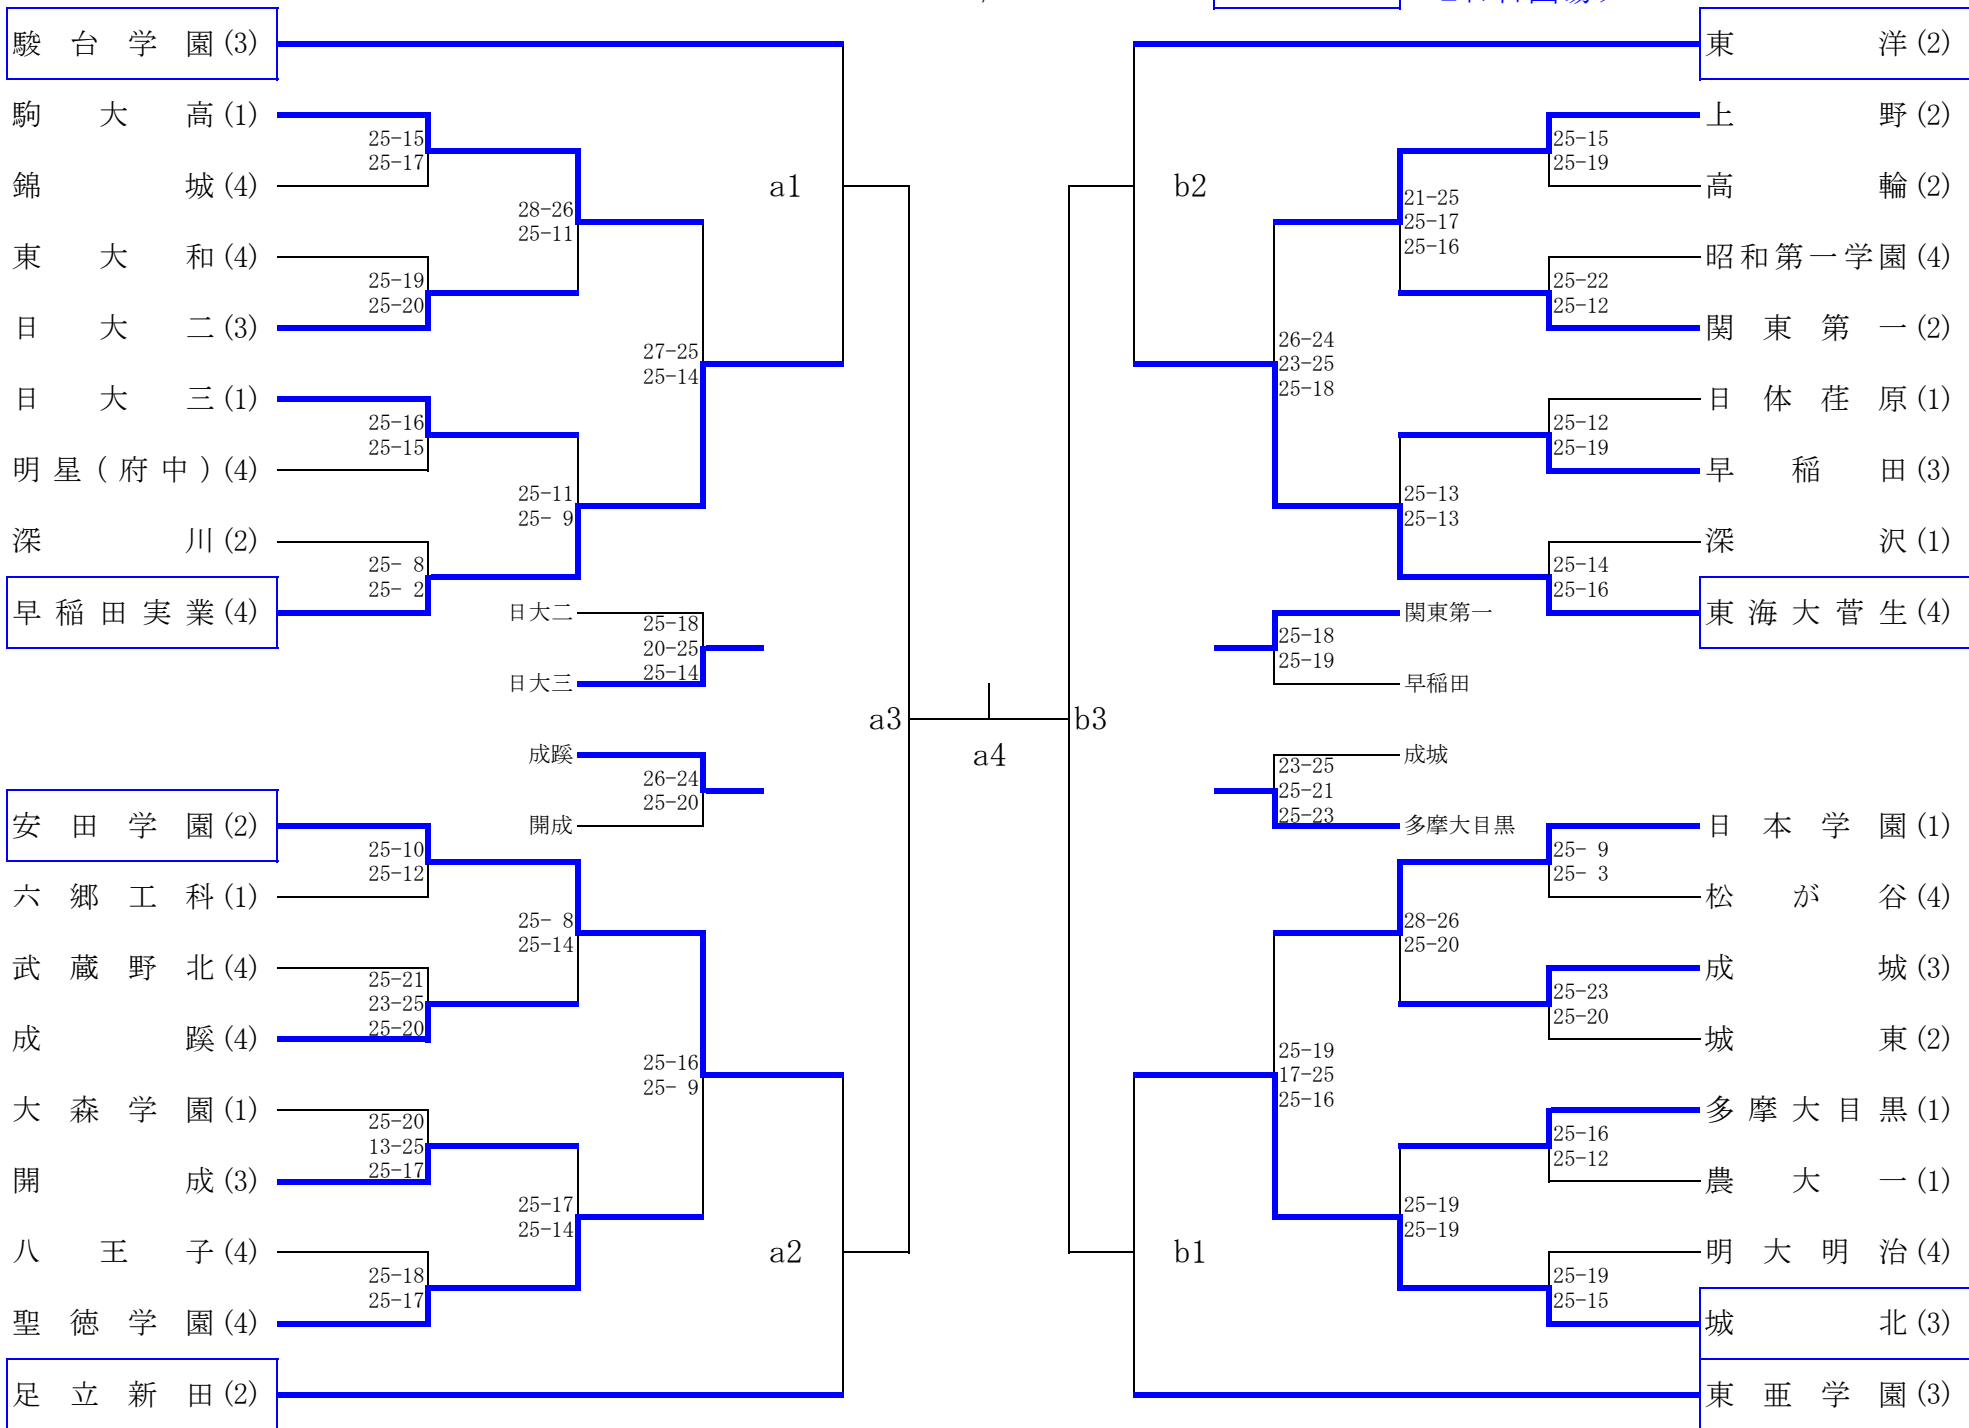 駿台学園(3)
駒大高(1)
25-15
25-17
錦城(4)
28-26
25-11
東大和(4)
25-19
25-20
日大二(3)
27-25
25-14
日大三(1)
25-16
25-15
明星(府中)(4)
25-11
25- 9
深川(2)
25- 8
25- 2
早稲田実業(4)
日大二
25-18
20-25
25-14
日大三
成蹊
26-24
25-20
開成
安田学園(2)
25-10
25-12
六郷工科(1)
25- 8
25-14
武蔵野北(4)
25-21
23-25
25-20
成蹊(4)
25-16
25- 9
大森学園(1)
25-20
13-25
25-17
開成(3)
25-17
25-14
八王子(4)
25-18
25-17
聖徳学園(4)
足立新田(2)
a1
a2
a3
a4
b3
b2
b1
東洋(2)
上野(2)
25-15
25-19
高輪(2)
21-25
25-17
25-16
昭和第一学園(4)
25-22
25-12
関東第一(2)
26-24
23-25
25-18
日体荏原(1)
25-12
25-19
早稲田(3)
25-13
25-13
深沢(1)
25-14
25-16
東海大菅生(4)
関東第一
25-18
25-19
早稲田
成城
23-25
25-21
25-23
多摩大目黒
日本学園(1)
25- 9
25- 3
松が谷(4)
28-26
25-20
成城(3)
25-23
25-20
城東(2)
25-19
17-25
25-16
多摩大目黒(1)
25-16
25-12
農大一(1)
25-19
25-19
明大明治(4)
25-19
25-15
城北(3)
東亜学園(3)